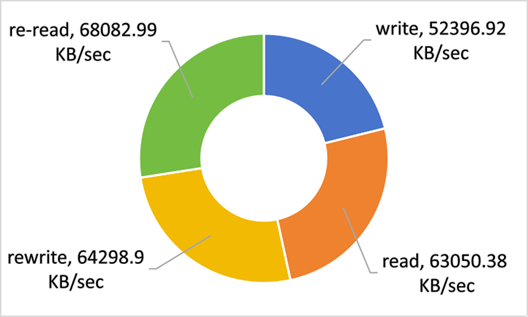 re-read, 68082.99
KB/sec
write, 52396.92
KB/sec
rewrite, 64298.9
KB/sec
read, 63050.38
KB/sec